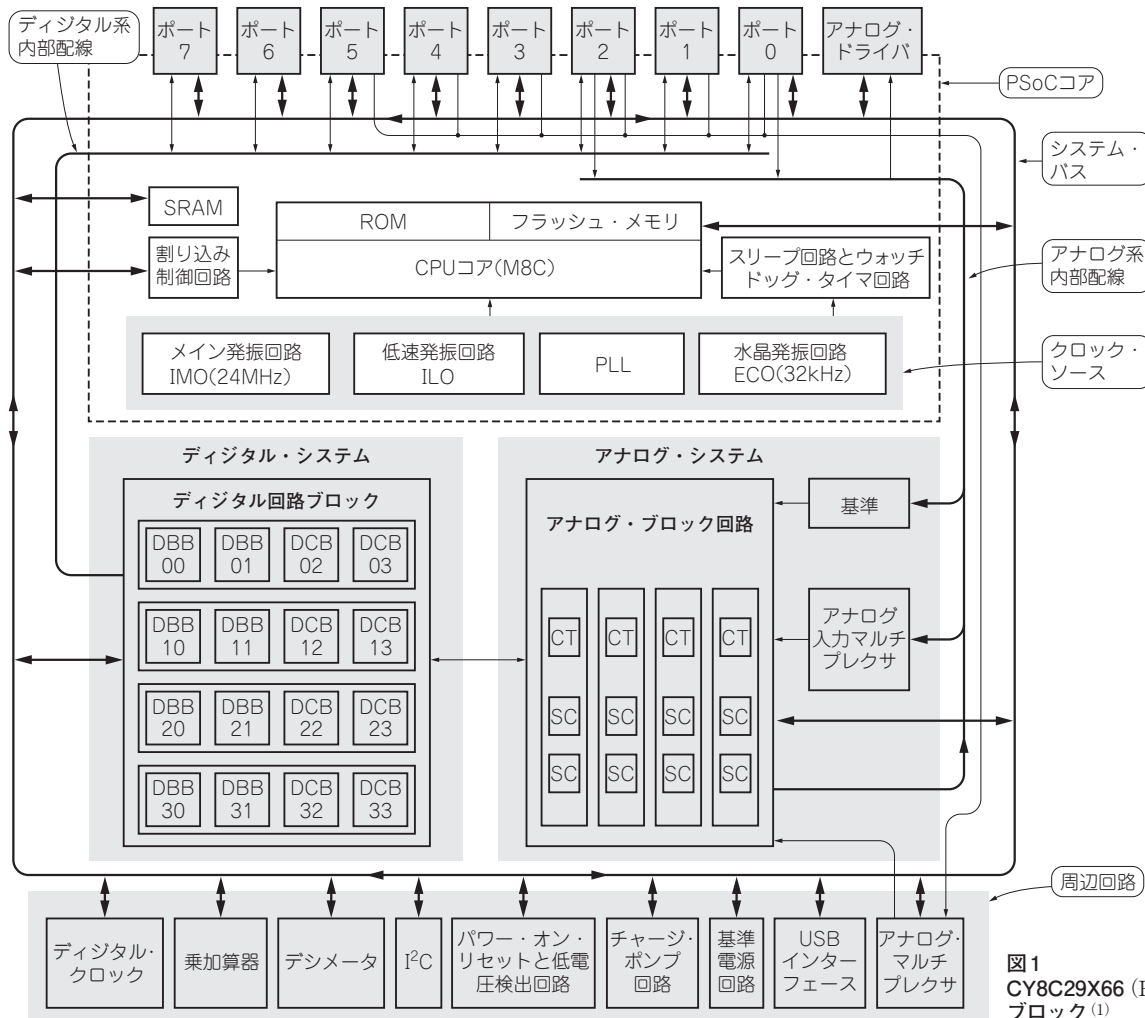 ディジタル系
内部配線
ポート
7
ポート
6
ポート
5
ポート
4
ポート
3
ポート
2
ポート
1
ポート
0
アナログ・
ドライバ
PSoCコア
システム・
バス
アナログ系
内部配線
クロック・
ソース
SRAM
割り込み
制御回路
ROM
フラッシュ・メモリ
CPUコア(M8C)
スリープ回路とウォッチ
ドッグ・タイマ回路
メイン発振回路
IMO(24MHz)
低速発振回路
ILO
PLL
水晶発振回路
ECO(32kHz)
ディジタル・システム
ディジタル回路ブロック
DBB
00
DBB
01
DCB
02
DCB
03
DBB
10
DBB
11
DCB
12
DCB
13
DBB
20
DBB
21
DCB
22
DCB
23
DBB
30
DBB
31
DCB
32
DCB
33
アナログ・システム
アナログ・ブロック回路
CT
CT
CT
CT
SC
SC
SC
SC
SC
SC
SC
SC
基準
アナログ
入力マルチ
プレクサ
周辺回路
ディジタル・
クロック
乗加算器
デシメータ
I²C
パワー・オン・
リセットと低電
圧検出回路
チャージ・
ポンプ
回路
基準
電源
回路
USB
インター
フェース
アナログ・
マルチ
プレクサ
図1
CY8C29X66
ブロック(1)